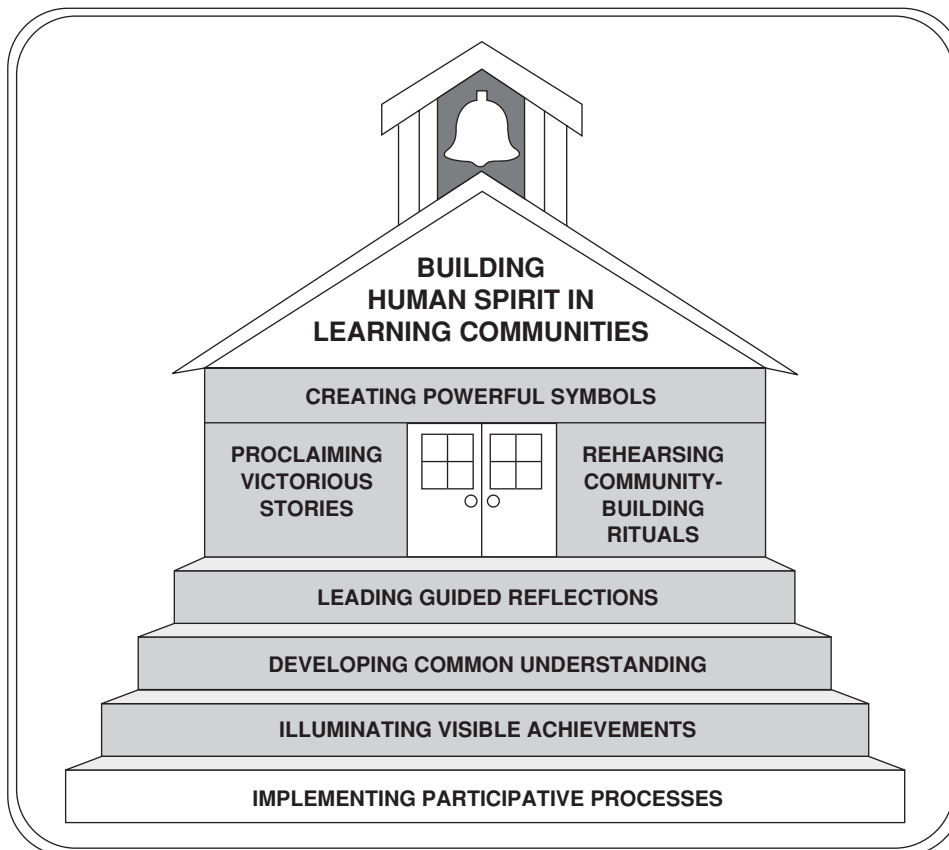 BUILDING
HUMAN SPIRIT IN
LEARNING COMMUNITIES
CREATING POWERFUL SYMBOLS
PROCLAIMING
VICTORIOUS
STORIES
REHEARSING
COMMUNITY-
BUILDING
RITUALS
LEADING GUIDED REFLECTIONS
DEVELOPING COMMON UNDERSTANDING
ILLUMINATING VISIBLE ACHIEVEMENTS
IMPLEMENTING PARTICIPATIVE PROCESSES